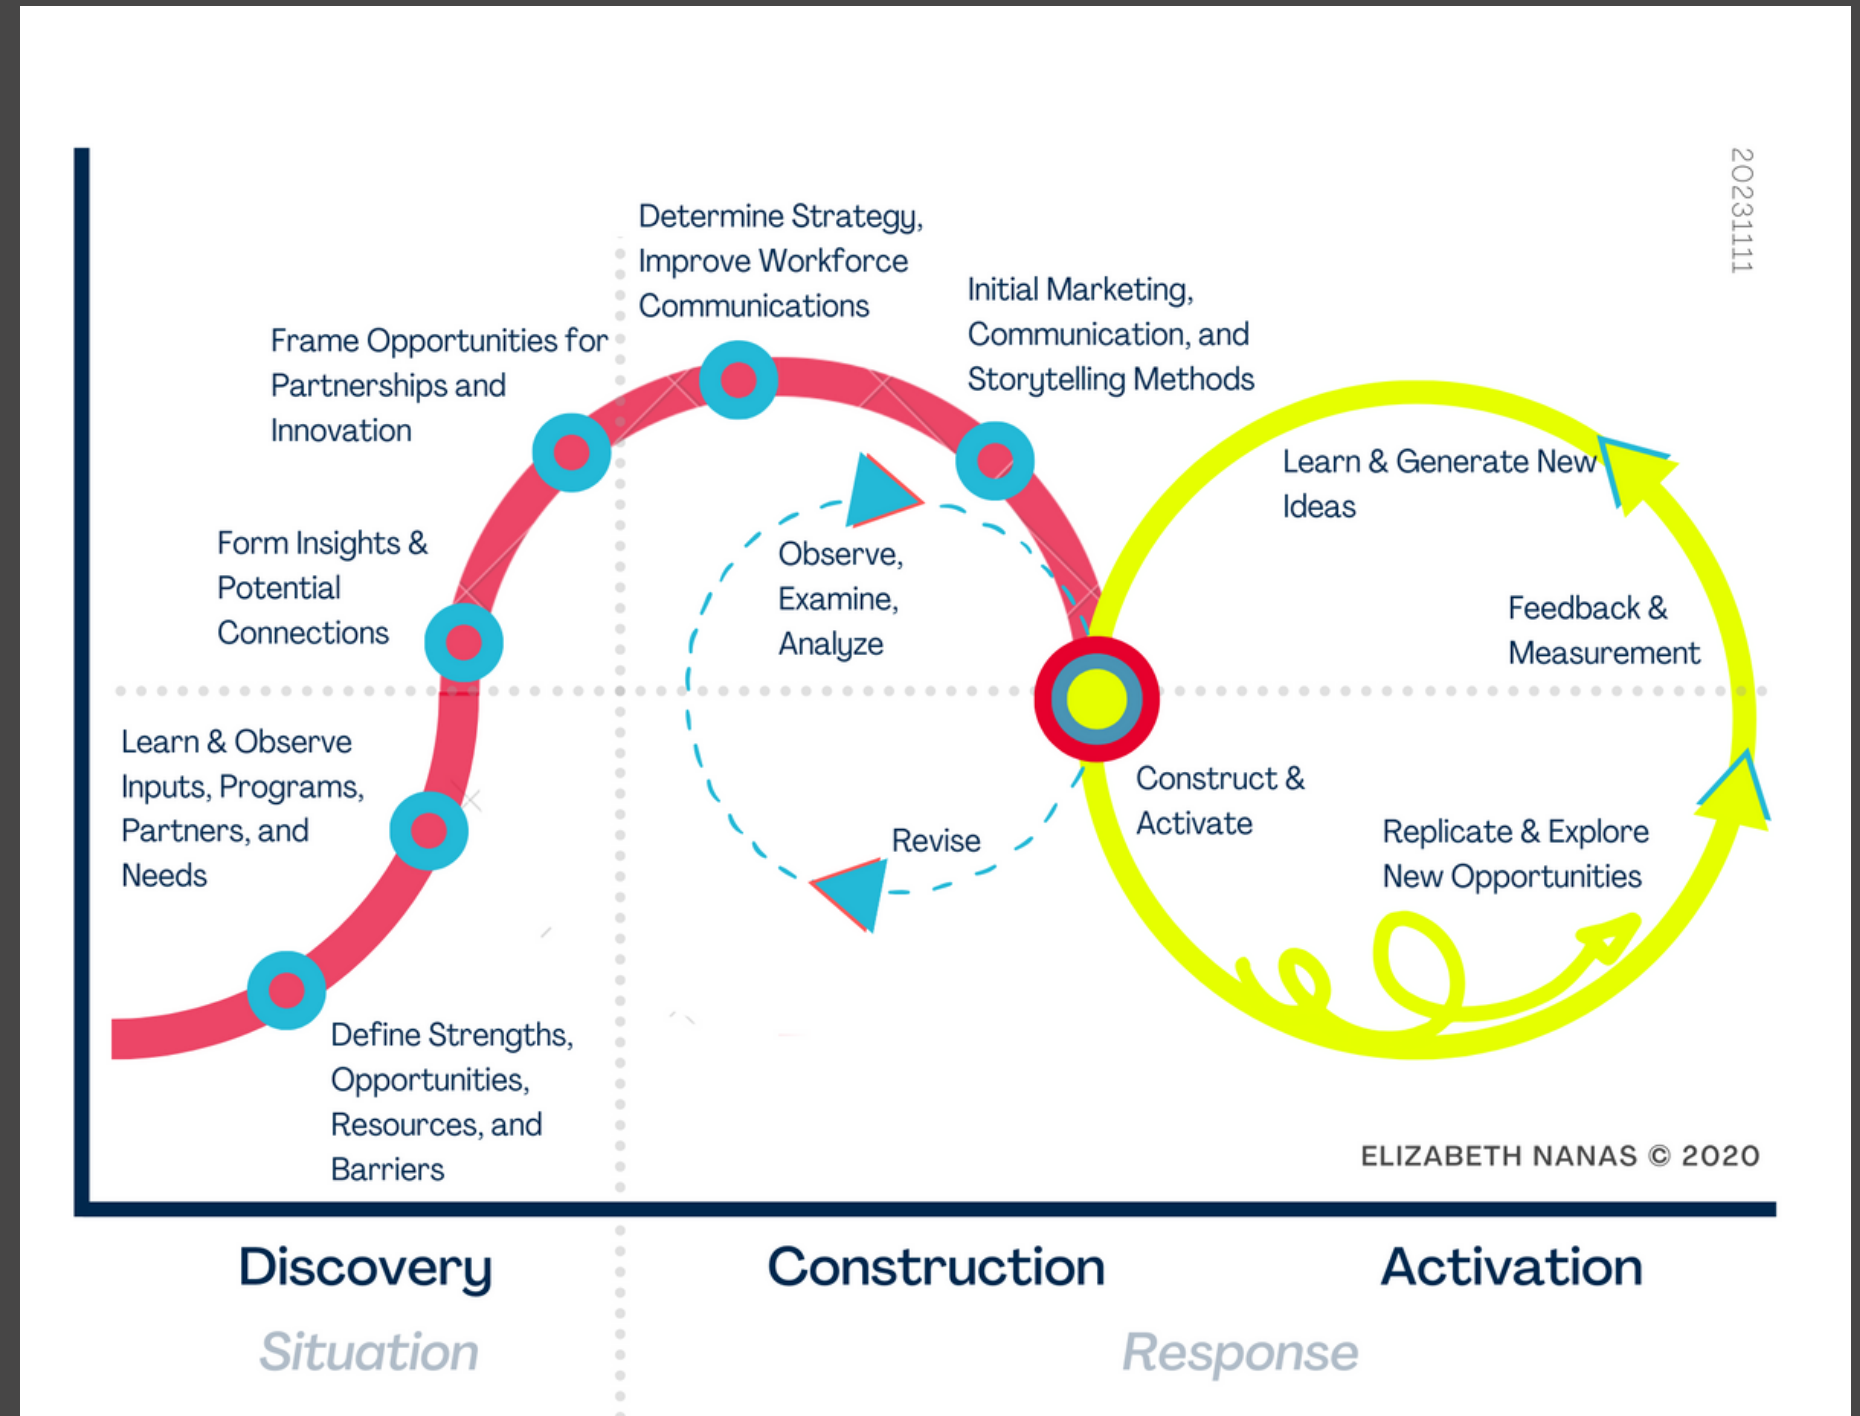 20231111
Determine Strategy,
Improve Workforce
Communications
Initial Marketing,
Communication, and
Storytelling Methods
Frame Opportunities for
Partnerships and
Innovation
Learn & Generate New
Ideas
Form Insights &
Potential
Connections
Observe,
Examine,
Analyze
Feedback &
Measurement
Learn & Observe
Inputs, Programs,
Partners, and
Needs
Revise
Construct &
Activate
Replicate & Explore
New Opportunities
Define Strengths,
Opportunities,
Resources, and
Barriers
ELIZABETH NANAS © 2020
Discovery
Construction
Activation
Situation
Response